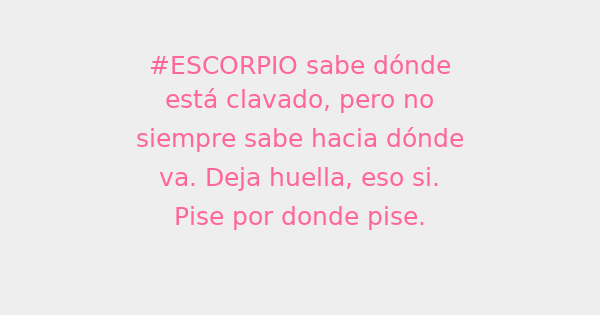 #ESCORPIO sabe dónde
está clavado, pero no
siempre sabe hacia dónde
va. Deja huella, eso si.
Pise por donde pise.